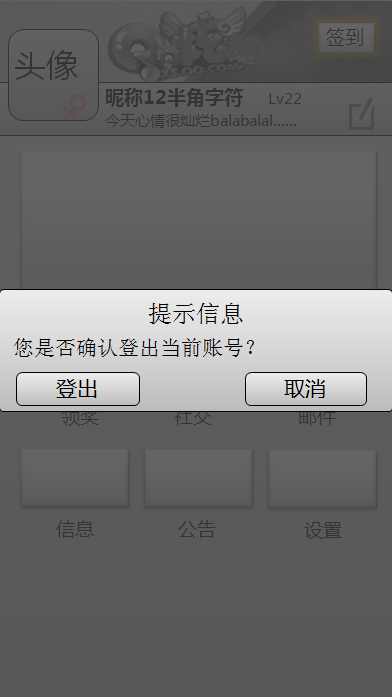 头像
签到
昵称12半角字符 Lv22
今天心情很灿烂balabalal......
提示信息
您是否确认登出当前账号?
登出 取消
领奖 社交 邮件
信息 公告 设置